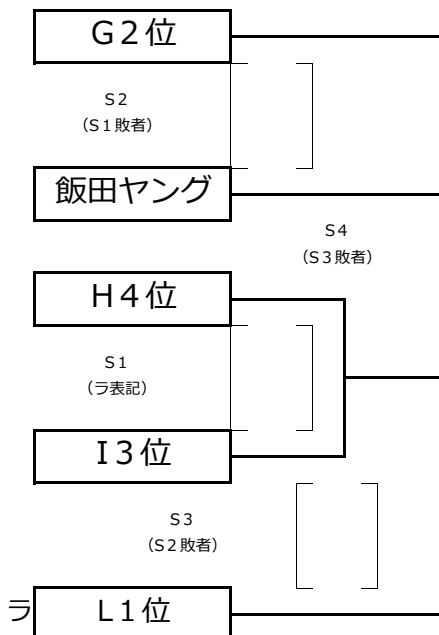 G2位
S2
(S1敗者)
飯田ヤング
S4
(S3敗者)
H4位
S1
(ラ表記)
I3位
S3
(S2敗者)
ラ L1位